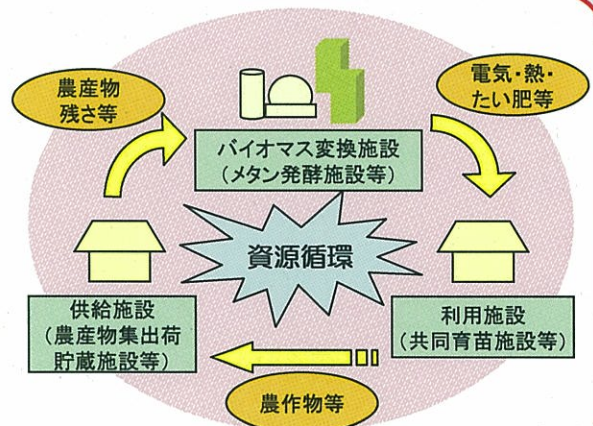 農産物
残さ等
電気・熱・
たい肥等
バイオマス変換施設
（メタン発酵施設等）
資源循環
供給施設
（農産物集出荷
貯蔵施設等）
利用施設
（共同育苗施設等）
農作物等